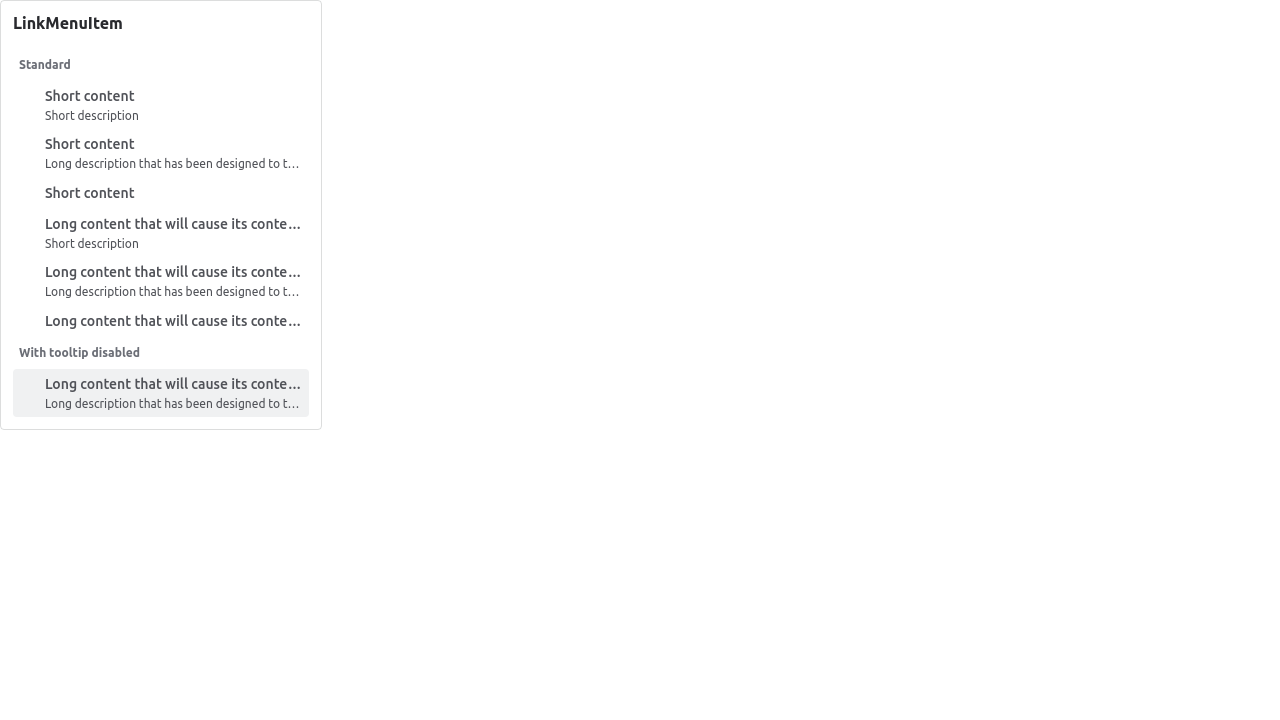 LinkMenuItem
Standard
Short content
Short description
Short content
Long description that has been designed to t…
Short content
Long content that will cause its conte…
Short description
Long content that will cause its conte…
Long description that has been designed to t…
Long content that will cause its conte…
With tooltip disabled
Long content that will cause its conte…
Long description that has been designed to t…